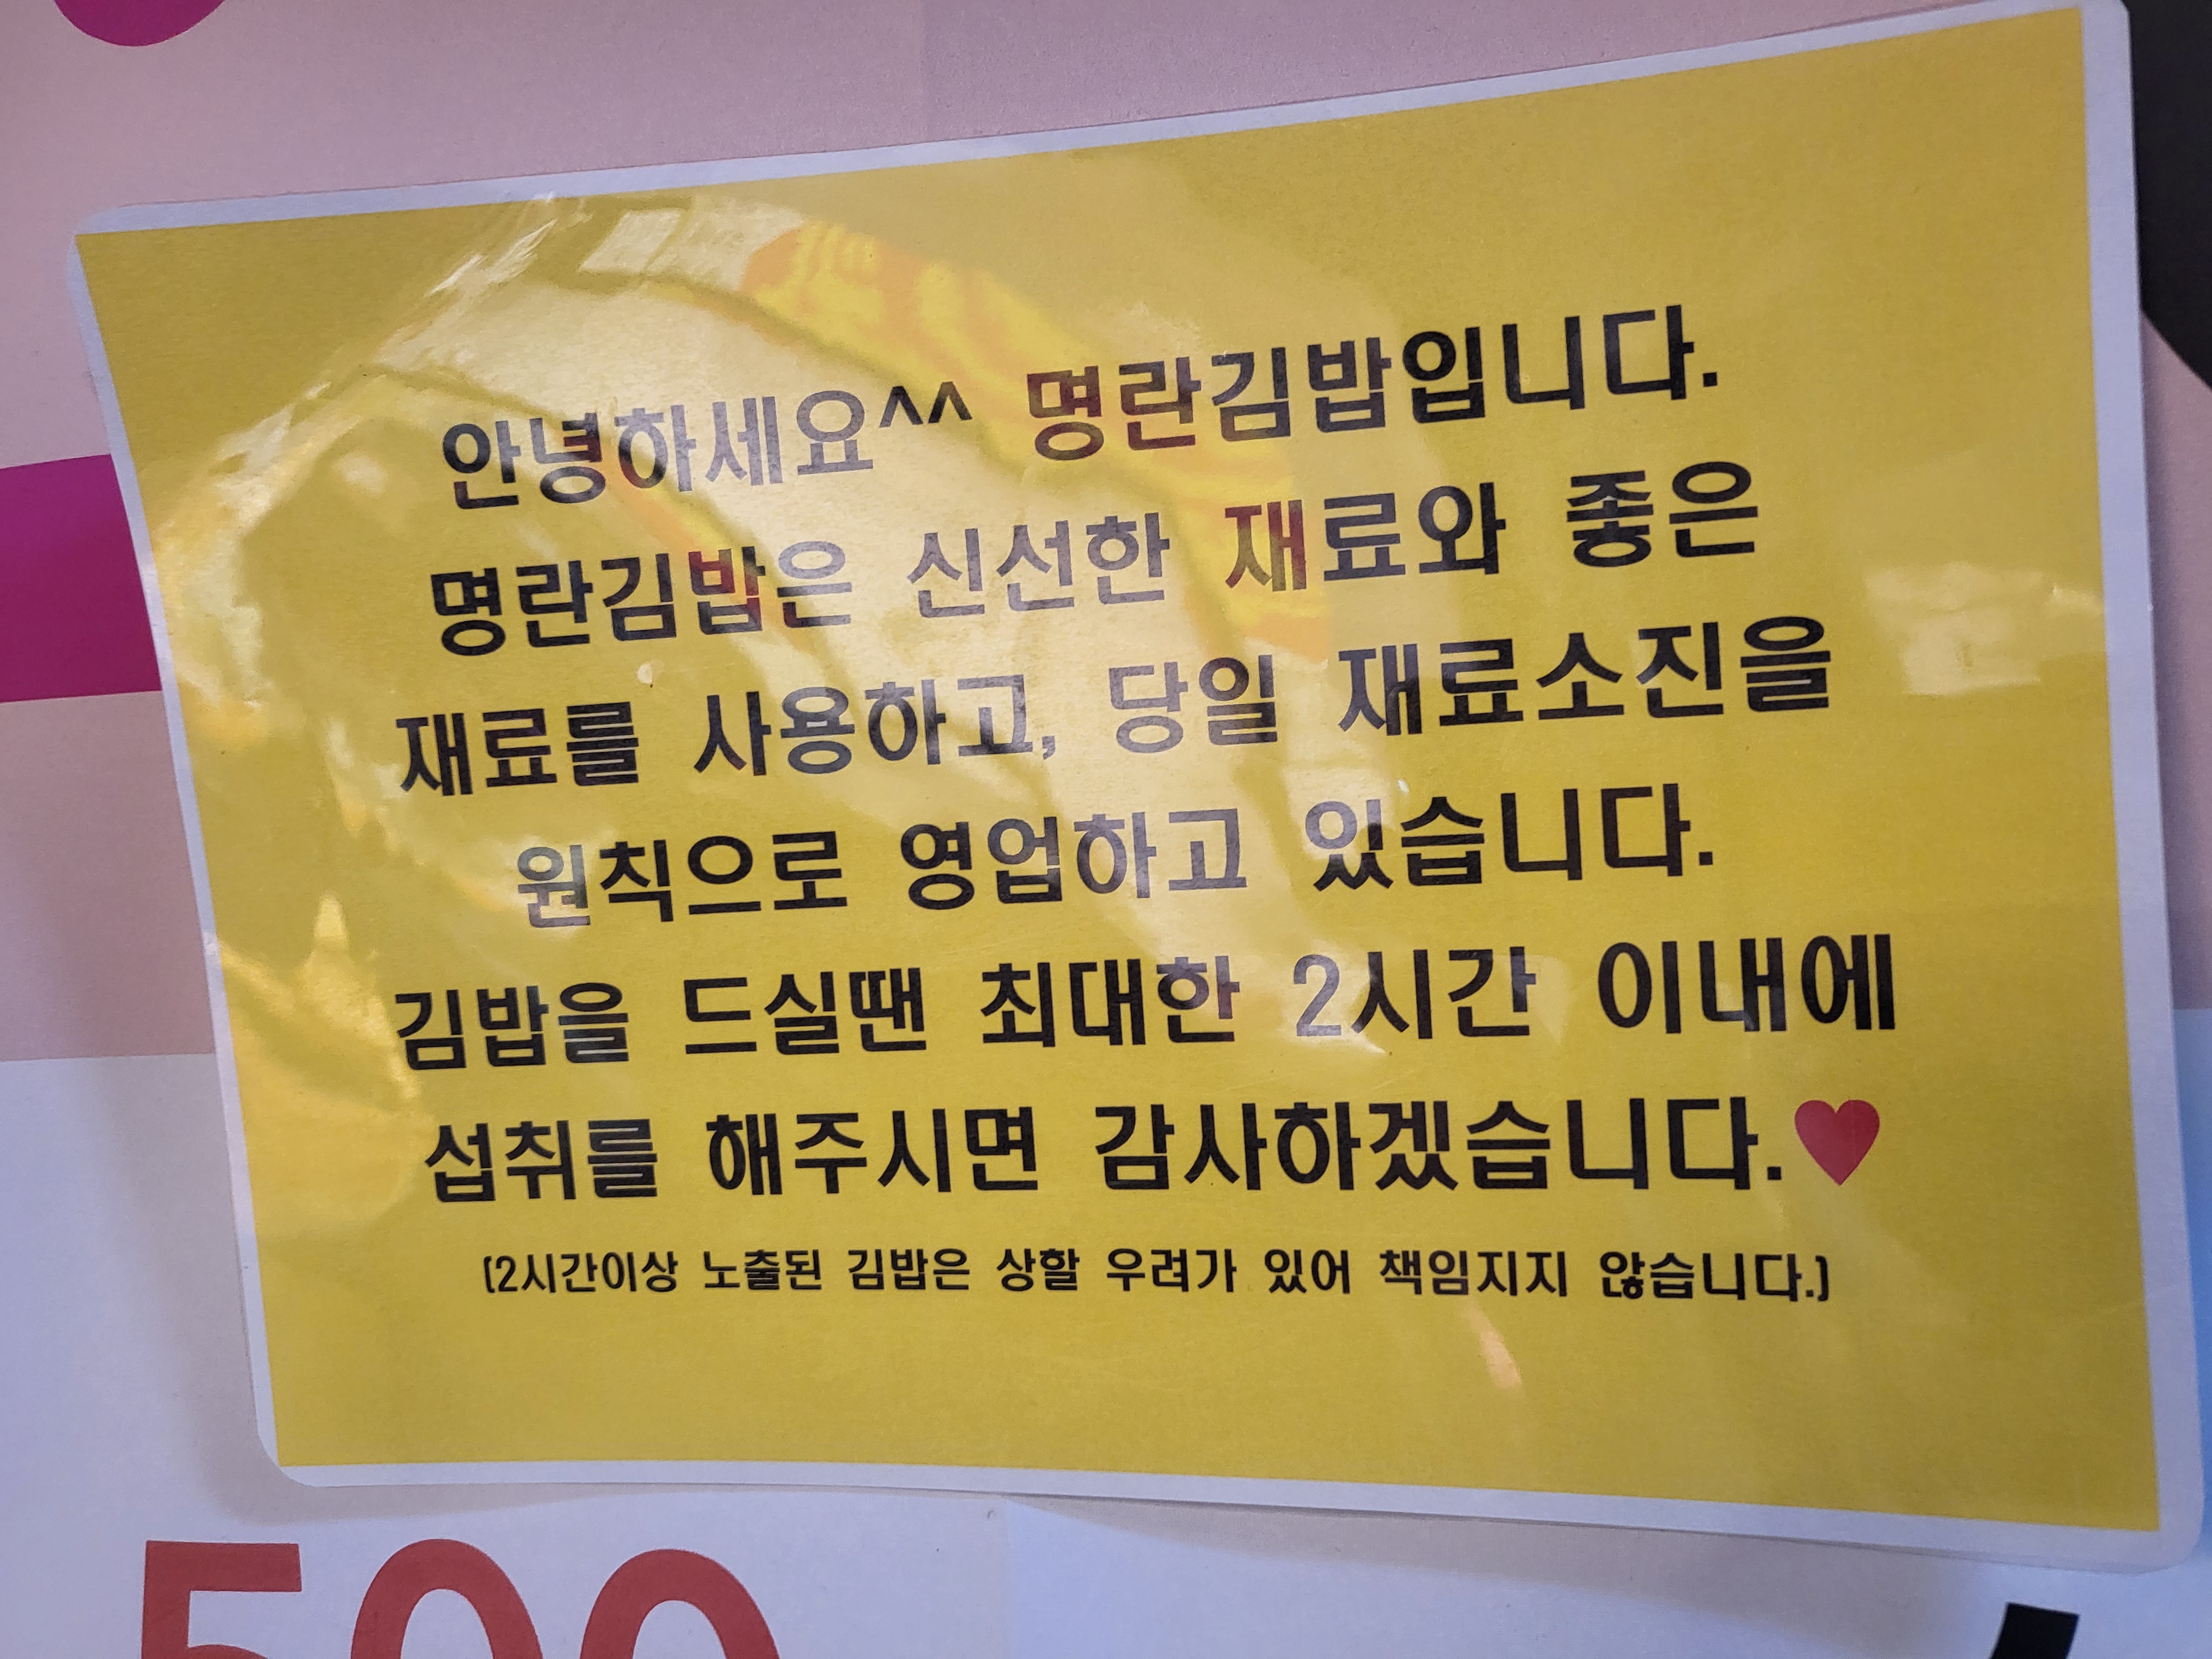 안녕하세요^^ 명란김밥입니다.
명란김밥은 신선한 재료와 좋은
재료를 사용하고, 당일 재료소진을
원칙으로 영업하고 있습니다.
김밥을 드실땐 최대한 2시간 이내에
섭취를 해주시면 감사하겠습니다.♥
(2시간이상 노출된 김밥은 상할 우려가 있어 책임지지 않습니다.)
500